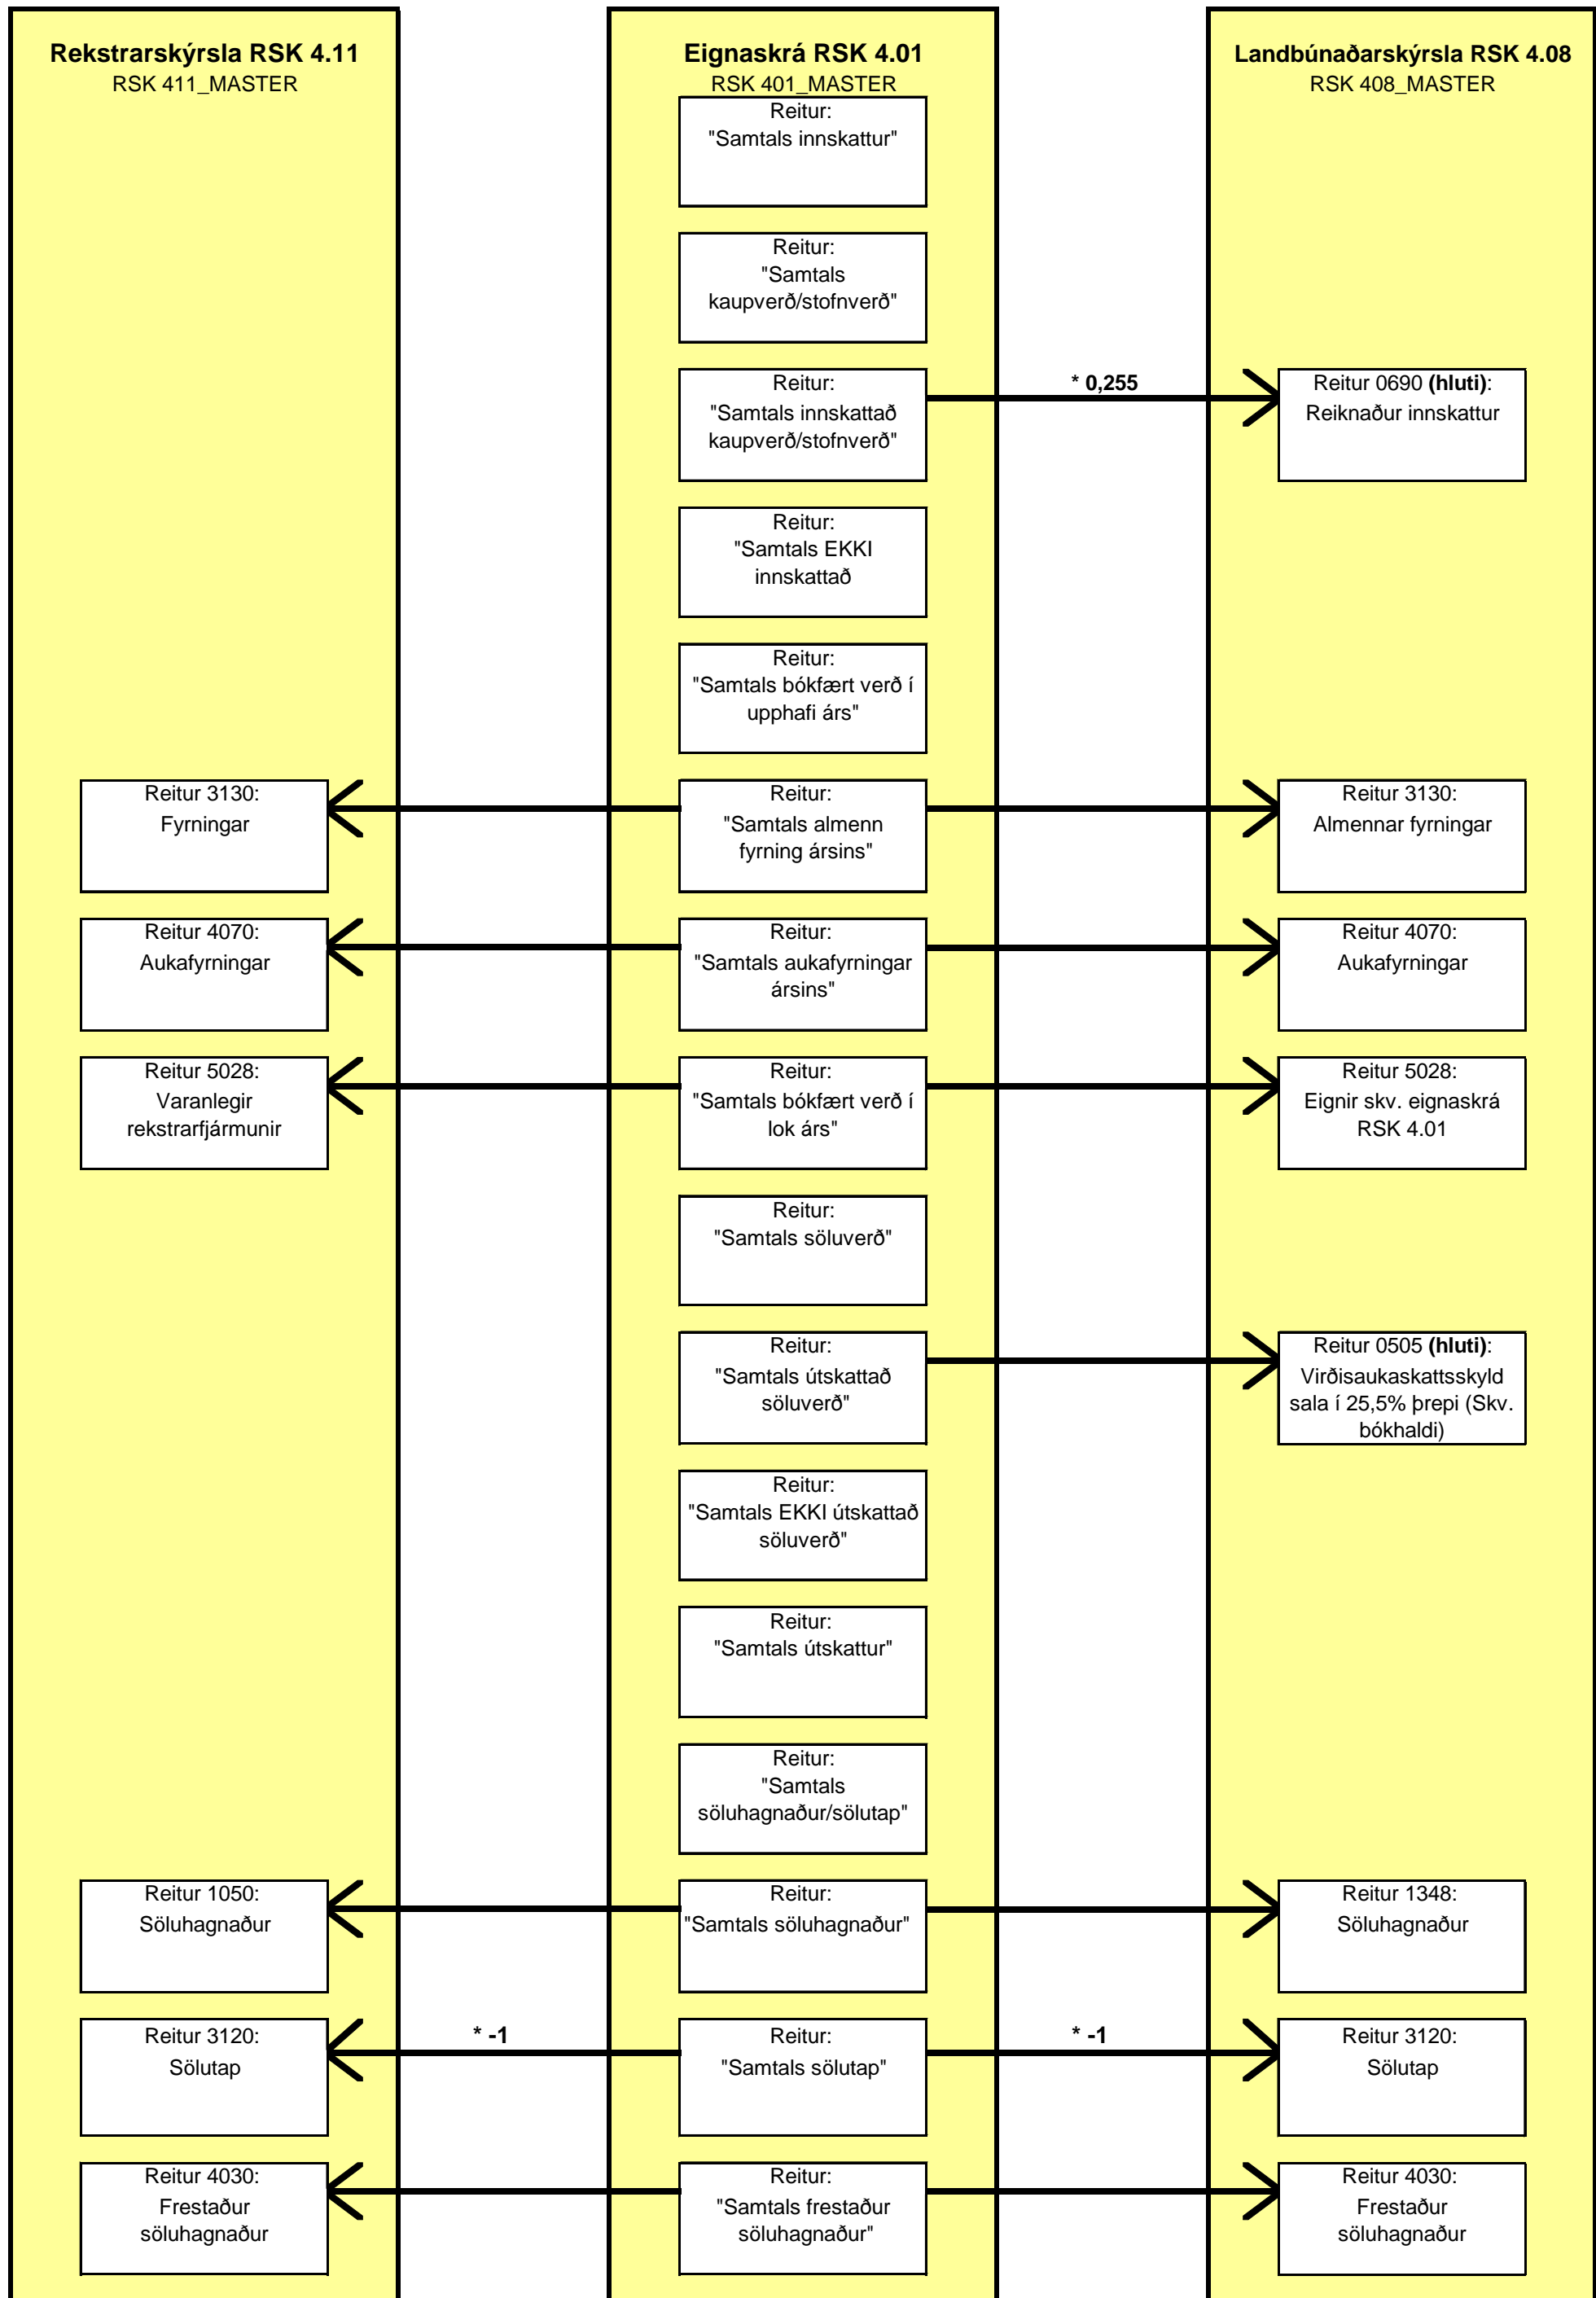 Rekstrarskýrsla RSK 4.11
RSK 411_MASTER
Eignaskrá RSK 4.01
RSK 401_MASTER
Landbúnaðarskýrsla RSK 4.08
RSK 408_MASTER
Reitur:
"Samtals innskattur"
Reitur:
"Samtals
kaupverð/stofnverð"
Reitur:
"Samtals innskattað
kaupverð/stofnverð"
* 0,255
Reitur 0690 (hluti):
Reiknaður innskattur
Reitur:
"Samtals EKKI
innskattað
Reitur:
"Samtals bókfært verð í
upphafi árs"
Reitur 3130:
Fyrningar
Reitur:
"Samtals almenn
fyrning ársins"
Reitur 3130:
Almennar fyrningar
Reitur 4070:
Aukafyrningar
Reitur:
"Samtals aukafyrningar
ársins"
Reitur 4070:
Aukafyrningar
Reitur 5028:
Varanlegir
rekstrarfjármunir
Reitur:
"Samtals bókfært verð í
lok árs"
Reitur 5028:
Eignir skv. eignaskrá
RSK 4.01
Reitur:
"Samtals söluverð"
Reitur:
"Samtals útskattað
söluverð"
Reitur 0505 (hluti):
Virðisaukaskattsskyld
sala í 25,5% þrepi (Skv.
bókhaldi)
Reitur:
"Samtals EKKI útskattað
söluverð"
Reitur:
"Samtals útskattur"
Reitur:
"Samtals
söluhagnaður/sölutap"
Reitur 1050:
Söluhagnaður
Reitur:
"Samtals söluhagnaður"
Reitur 1348:
Söluhagnaður
Reitur 3120:
Sölutap
* -1
Reitur:
"Samtals sölutap"
* -1
Reitur 3120:
Sölutap
Reitur 4030:
Frestaður
söluhagnaður
Reitur:
"Samtals frestaður
söluhagnaður"
Reitur 4030:
Frestaður
söluhagnaður